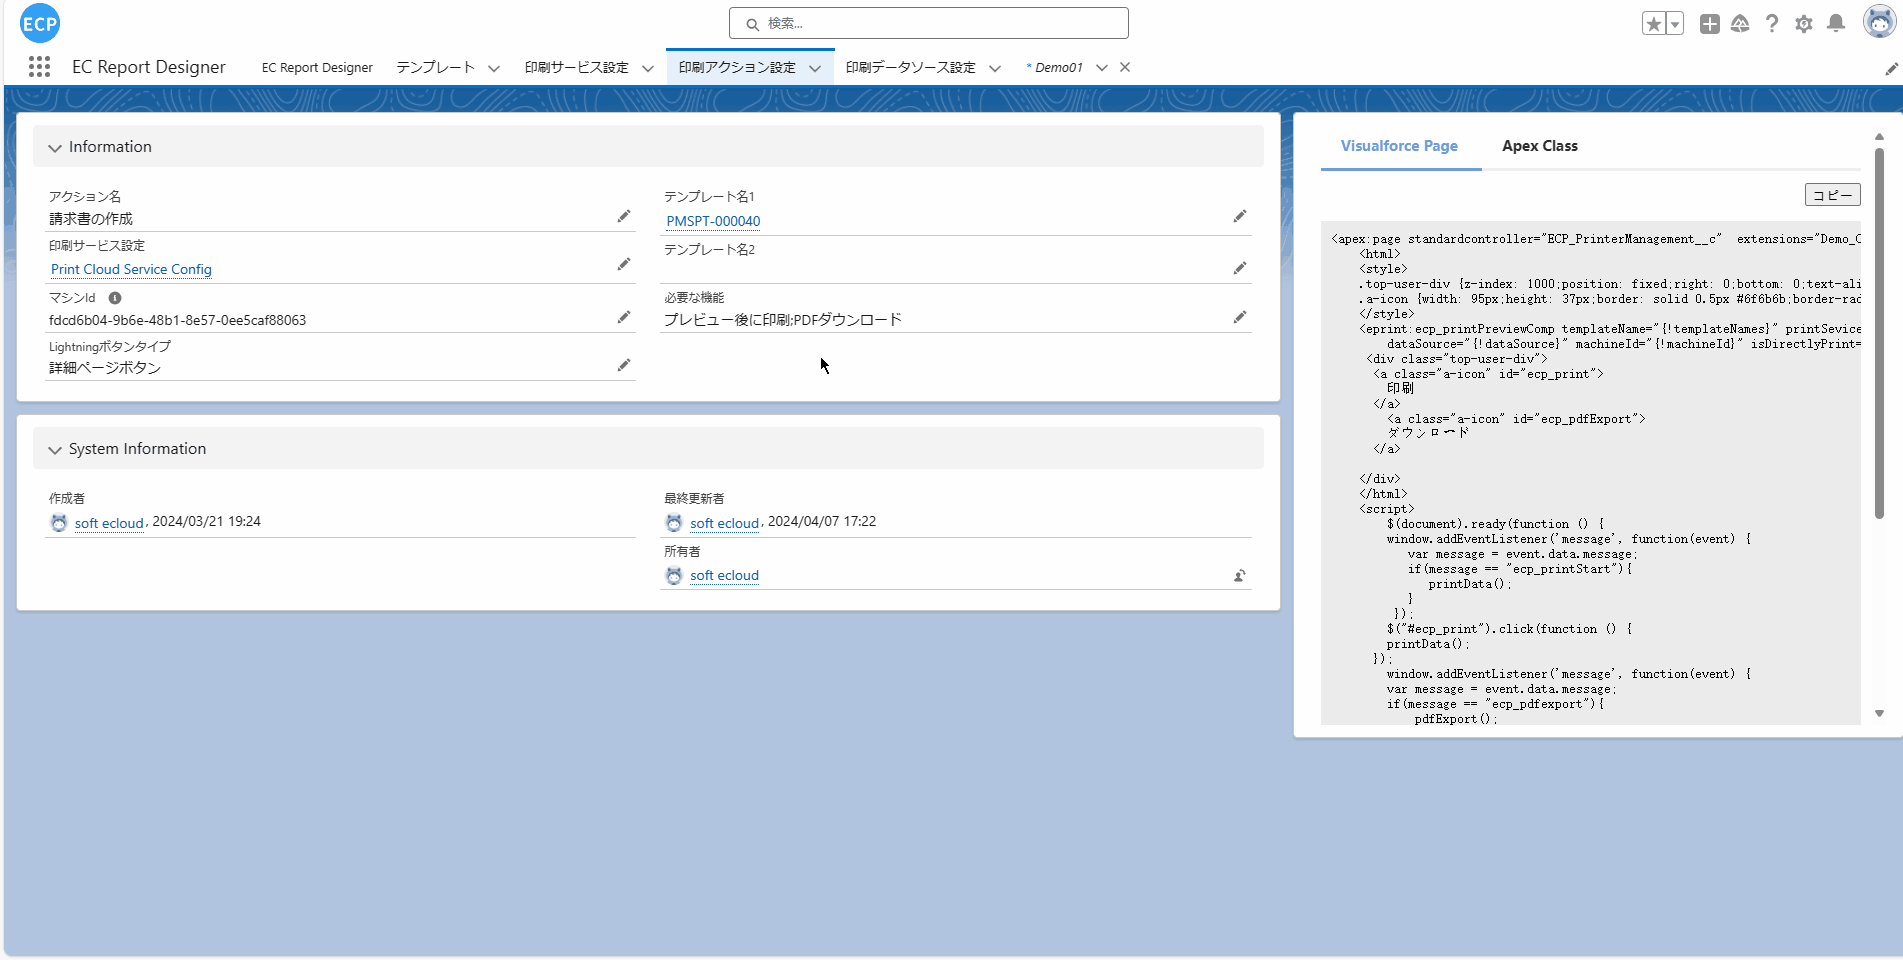 ECP
検索...
EC Report Designer
EC Report Designer
テンプレート
印刷サービス設定
印刷アクション設定
印刷データソース設定
* Demo01
Information
アクション名
請求書の作成
印刷サービス設定
Print Cloud Service Config
マシンId
fdcd6b04-9b6e-48b1-8e57-0ee5caf88063
Lightningボタンタイプ
詳細ページボタン
テンプレート名1
PMSPT-000040
テンプレート名2
必要な機能
プレビュー後に印刷;PDFダウンロード
System Information
作成者
soft ecloud、2024/03/21 19:24
最終更新者
soft ecloud、2024/04/07 17:22
所有者
soft ecloud
Visualforce Page
Apex Class
コピー
<apex:page standardcontroller="ECP_PrinterManagement__c"  extensions="Demo_C
<html>
<style>
.top-user-div {z-index: 1000;position: fixed;right: 0;bottom: 0;text-ali
.a-icon {width: 95px;height: 37px;border: solid 0.5px #6f6b6b;border-rad
</style>
<eprint:ecp_printPreviewComp templateName="{!templateNames}" printSevice
dataSource="{!dataSource}" machineId="{!machineId}" isDirectlyPrint=
<div class="top-user-div">
<a class="a-icon" id="ecp_print">
印刷
</a>
<a class="a-icon" id="ecp_pdfExport">
ダウンロード
</a>
</div>
</html>
<script>
$(document).ready(function () {
window.addEventListener('message', function(event) {
var message = event.data.message;
if(message == "ecp_printStart"){
printData();
}
});
$("#ecp_print").click(function () {
printData();
});
window.addEventListener('message', function(event) {
var message = event.data.message;
if(message == "ecp_pdfexport"){
pdfExport();